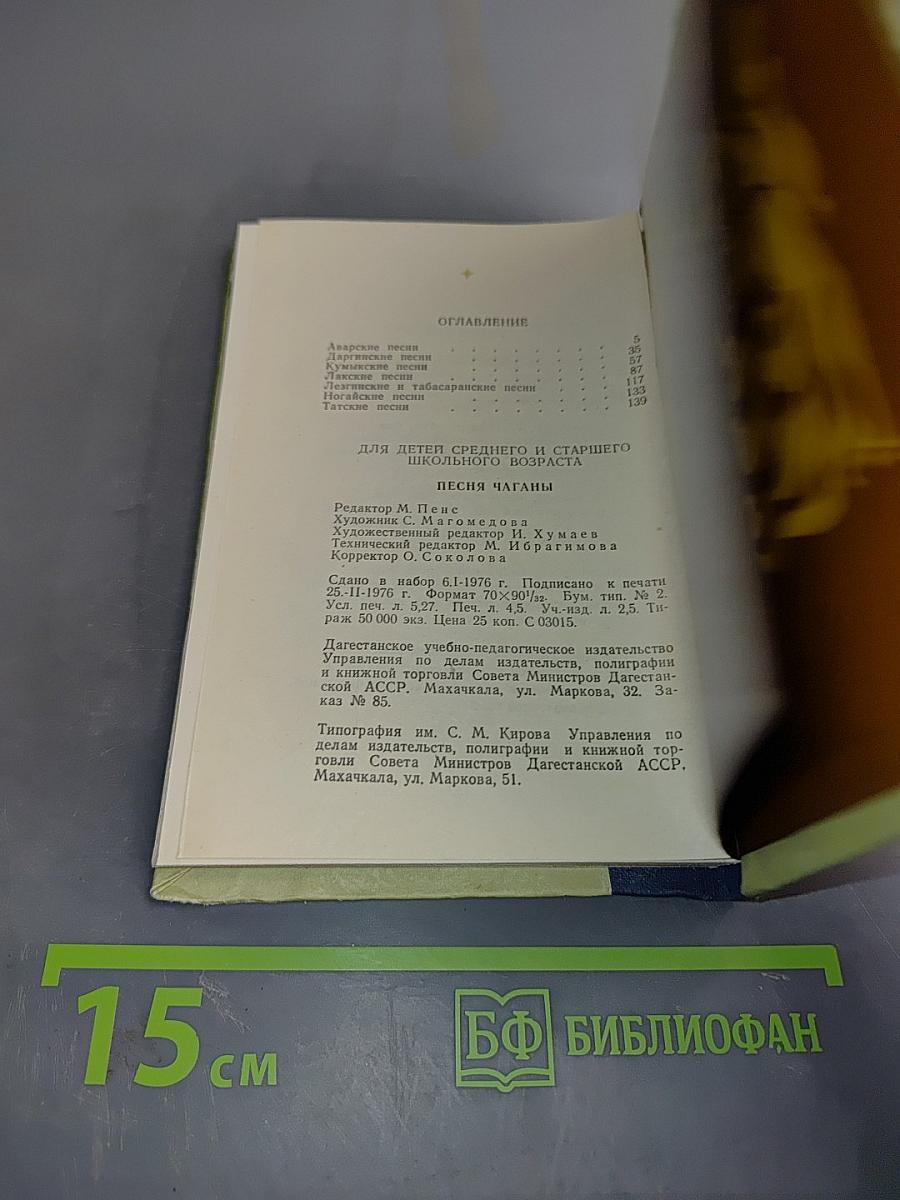 ОГЛАВЛЕНИЕ
Аварские песни . . . . . . . 5
Даргинские песни . . . . . . 35
Кумыкские песни . . . . . . 57
Лакские песни . . . . . . . 87
Лезгинские и табасаранские песни . . . 117
Ногайские песни . . . . . . 133
Татские песни . . . . . . . 139
ДЛЯ ДЕТЕЙ СРЕДНЕГО И СТАРШЕГО
ШКОЛЬНОГО ВОЗРАСТА
ПЕСНЯ ЧАГАНЫ
Редактор М. Пенс
Художник С. Магомедова
Художественный редактор И. Хумаев
Технический редактор М. Ибрагимова
Корректор О. Соколова
Сдано в набор 6.I-1976 г. Подписано к печати
25.-II-1976 г. Формат 70×90¹/₃₂. Бум. тип. № 2.
Усл. печ. л. 5,27. Печ. л. 4,5. Уч.-изд. л. 2,5. Ти-
раж 50 000 экз. Цена 25 коп. С 03015.
Дагестанское учебно-педагогическое издательство
Управления по делам издательств, полиграфии
и книжной торговли Совета Министров Дагестан-
ской АССР. Махачкала, ул. Маркова, 32. За-
каз № 85.
Типография им. С. М. Кирова Управления по
делам издательств, полиграфии и книжной тор-
говли Совета Министров Дагестанской АССР.
Махачкала, ул. Маркова, 51.
15 см
БФ БИБЛИОФАН